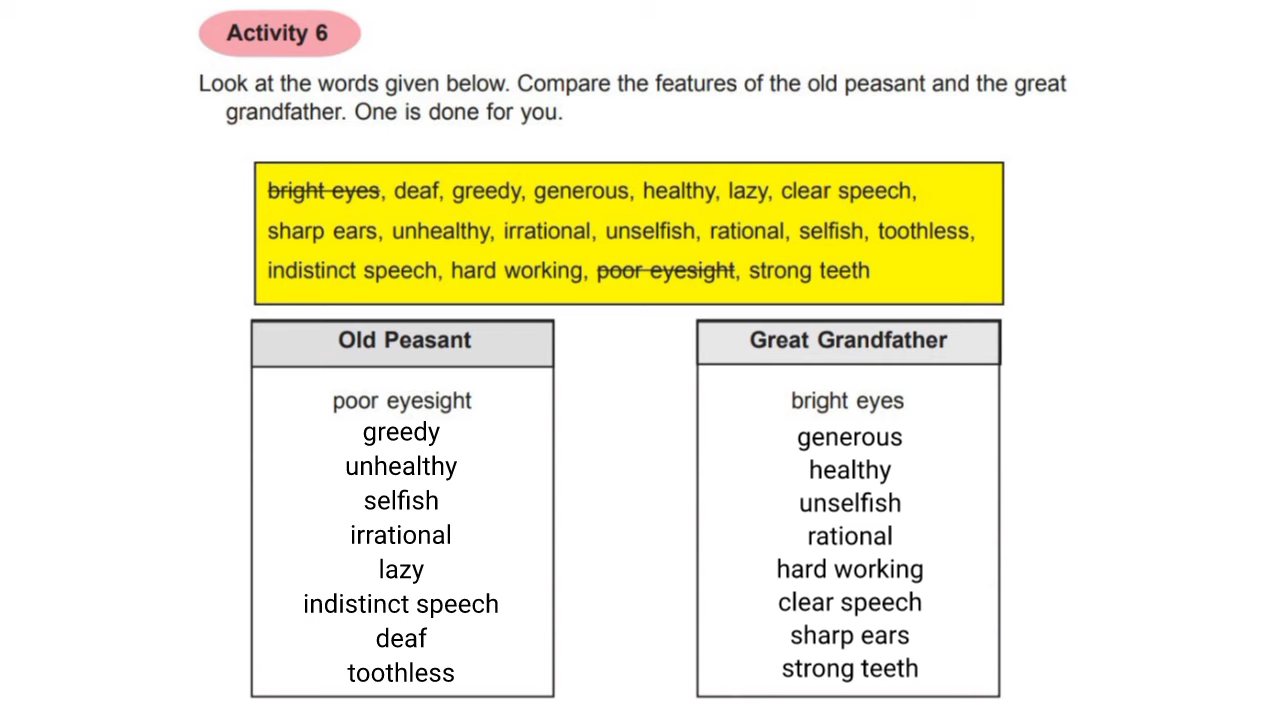 Activity 6
Look at the words given below. Compare the features of the old peasant and the great
grandfather. One is done for you.
bright eyes, deaf, greedy, generous, healthy, lazy, clear speech,
sharp ears, unhealthy, irrational, unselfish, rational, selfish, toothless,
indistinct speech, hard working, poor eyesight, strong teeth
Old Peasant
poor eyesight
greedy
unhealthy
selfish
irrational
lazy
indistinct speech
deaf
toothless
Great Grandfather
bright eyes
generous
healthy
unselfish
rational
hard working
clear speech
sharp ears
strong teeth